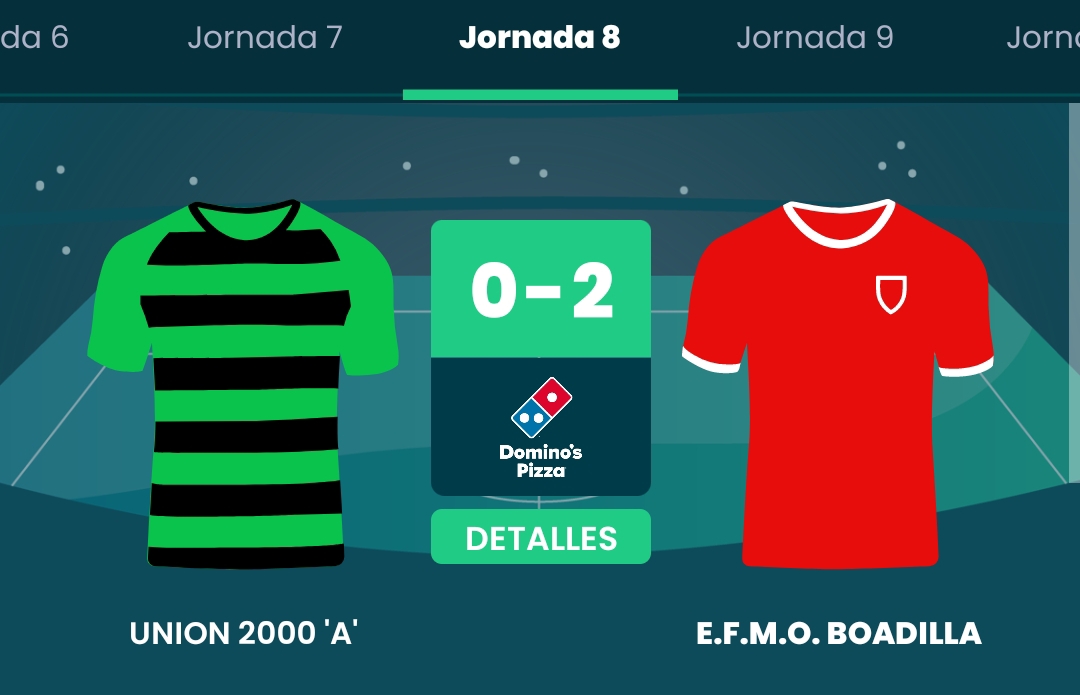 da 6
Jornada 7
Jornada 8
Jornada 9
Jorna
0-2
Domino's
Pizza
DETALLES
UNION 2000 'A'
E.F.M.O. BOADILLA